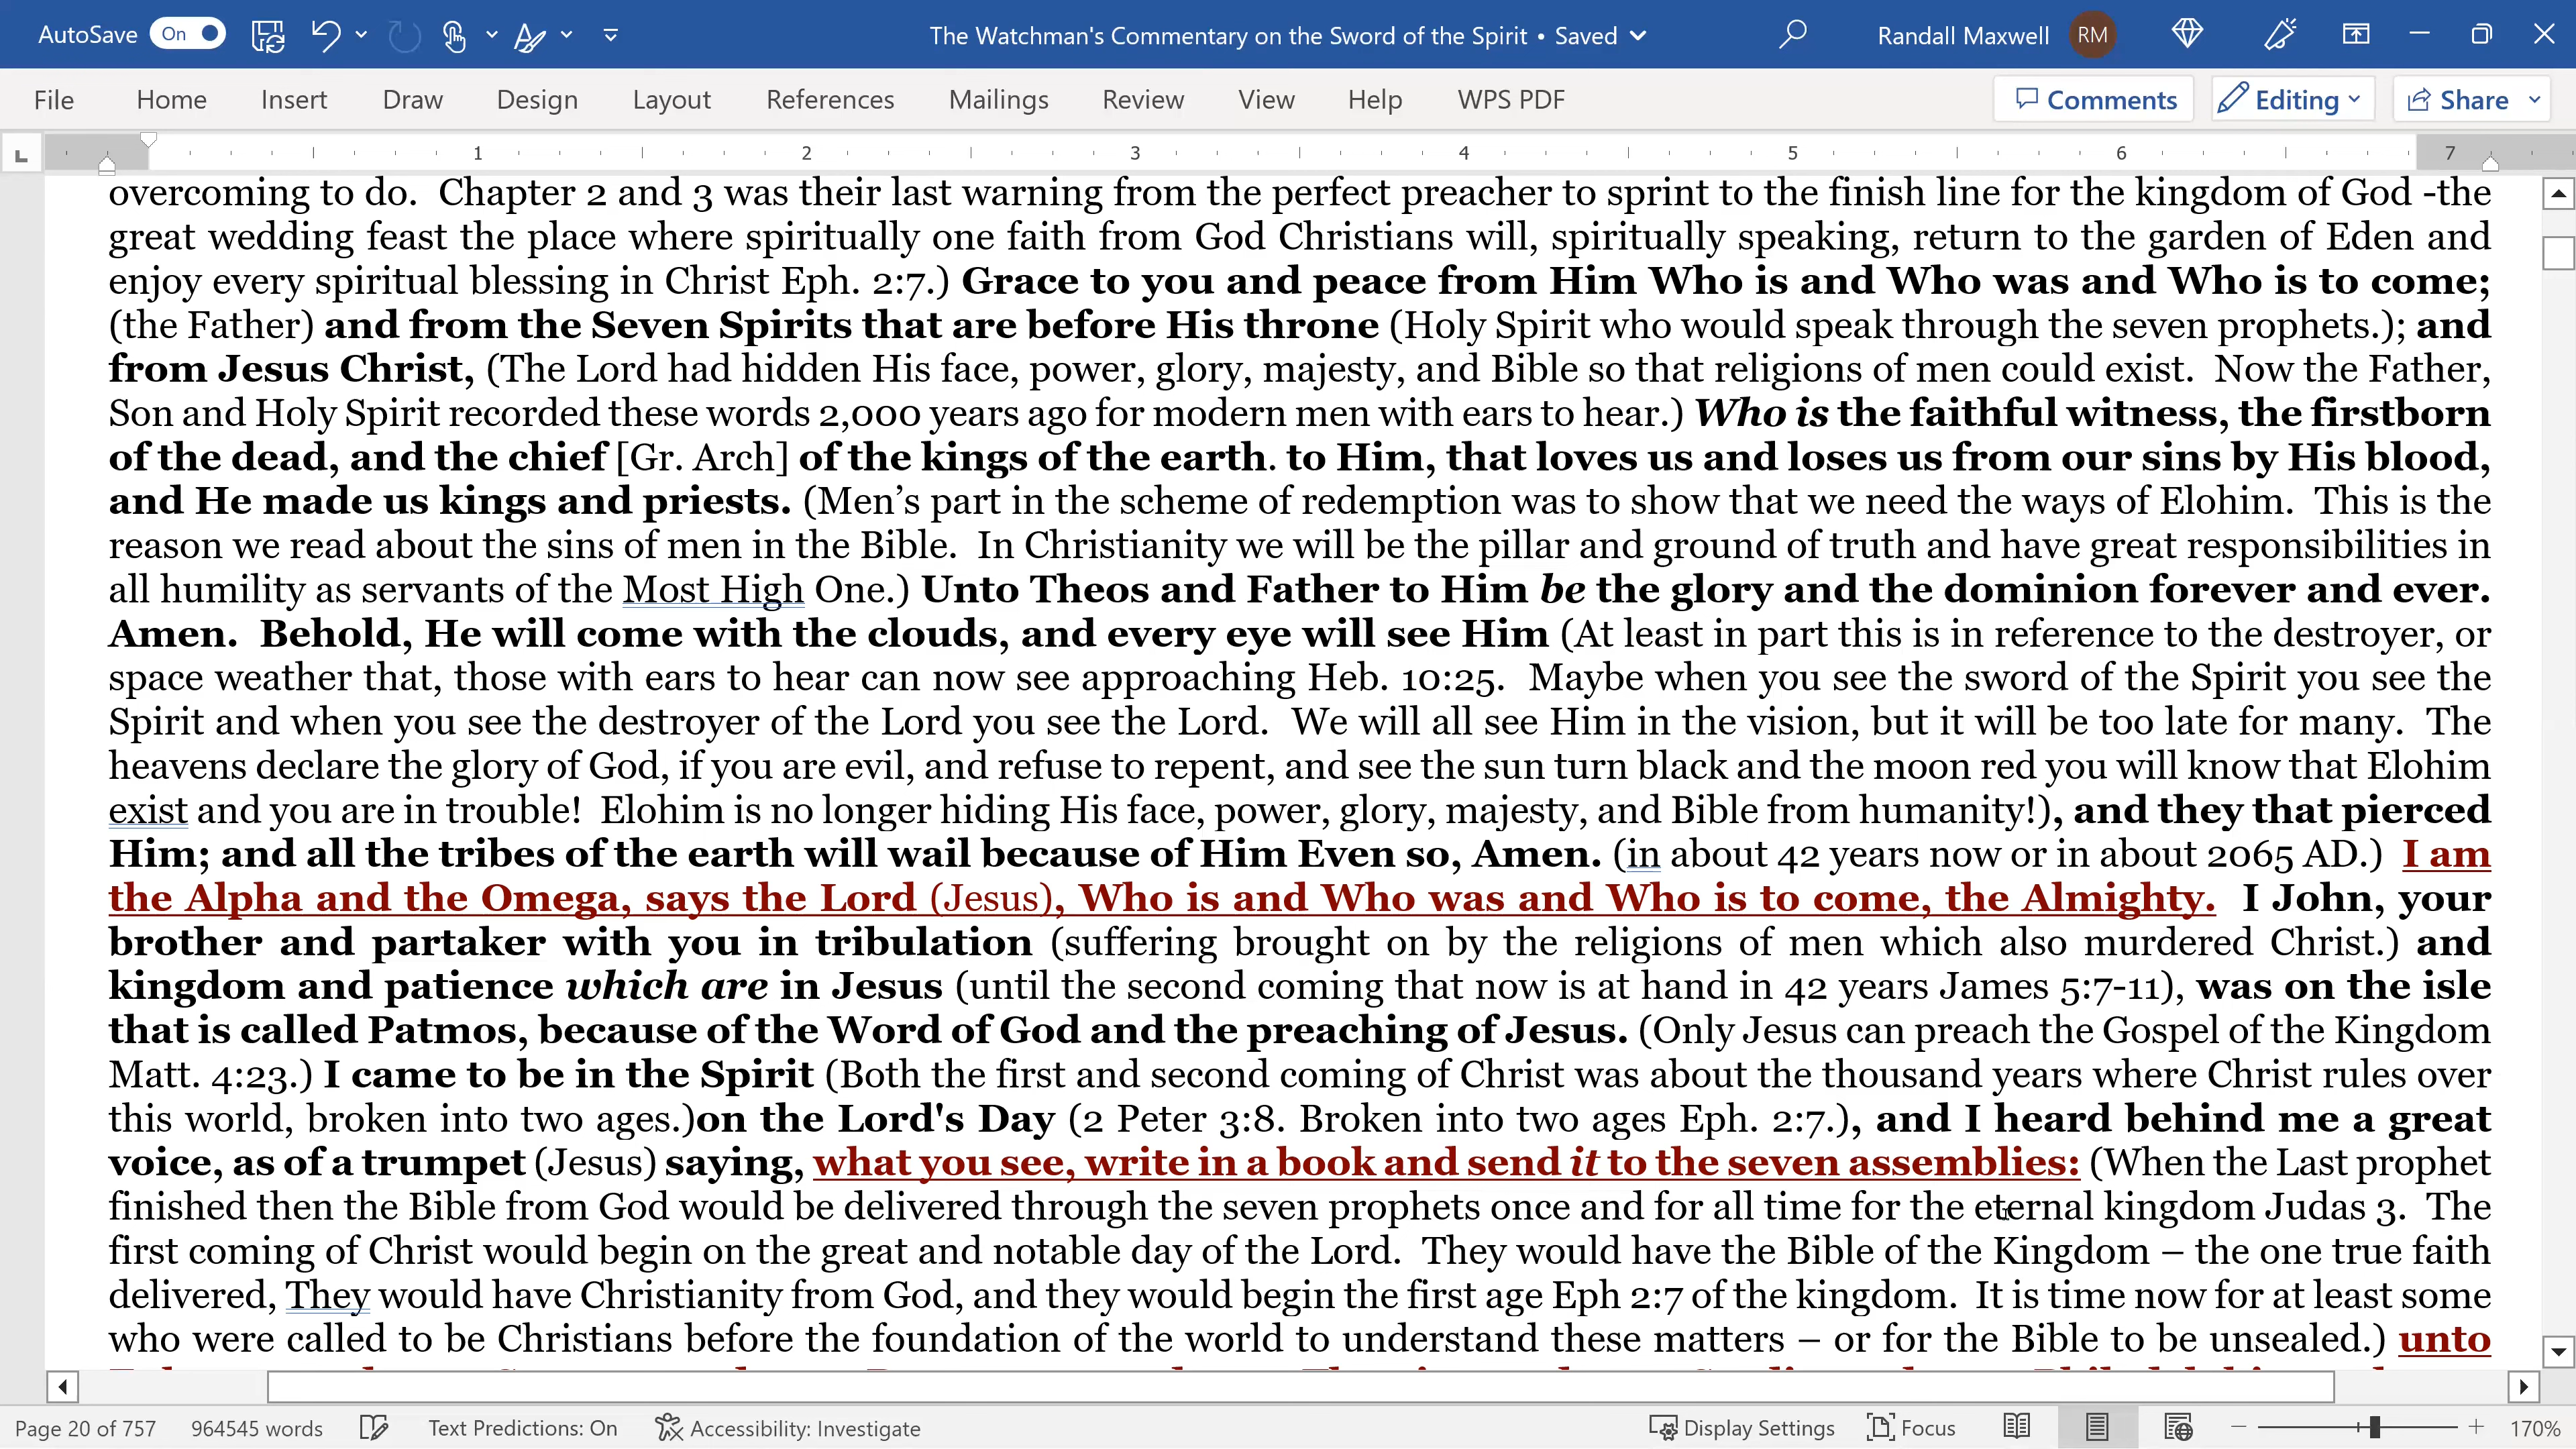 AutoSave On The Watchman's Commentary on the Sword of the Spirit • Saved Randall Maxwell RM
File Home Insert Draw Design Layout References Mailings Review View Help WPS PDF Comments Editing Share
L 1 2 3 4 5 6 7
overcoming to do. Chapter 2 and 3 was their last warning from the perfect preacher to sprint to the finish line for the kingdom of God -the
great wedding feast the place where spiritually one faith from God Christians will, spiritually speaking, return to the garden of Eden and
enjoy every spiritual blessing in Christ Eph. 2:7.) Grace to you and peace from Him Who is and Who was and Who is to come;
(the Father) and from the Seven Spirits that are before His throne (Holy Spirit who would speak through the seven prophets.); and
from Jesus Christ, (The Lord had hidden His face, power, glory, majesty, and Bible so that religions of men could exist. Now the Father,
Son and Holy Spirit recorded these words 2,000 years ago for modern men with ears to hear.) Who is the faithful witness, the firstborn
of the dead, and the chief [Gr. Arch] of the kings of the earth. to Him, that loves us and loses us from our sins by His blood,
and He made us kings and priests. (Men’s part in the scheme of redemption was to show that we need the ways of Elohim. This is the
reason we read about the sins of men in the Bible. In Christianity we will be the pillar and ground of truth and have great responsibilities in
all humility as servants of the Most High One.) Unto Theos and Father to Him be the glory and the dominion forever and ever.
Amen. Behold, He will come with the clouds, and every eye will see Him (At least in part this is in reference to the destroyer, or
space weather that, those with ears to hear can now see approaching Heb. 10:25. Maybe when you see the sword of the Spirit you see the
Spirit and when you see the destroyer of the Lord you see the Lord. We will all see Him in the vision, but it will be too late for many. The
heavens declare the glory of God, if you are evil, and refuse to repent, and see the sun turn black and the moon red you will know that Elohim
exist and you are in trouble! Elohim is no longer hiding His face, power, glory, majesty, and Bible from humanity!), and they that pierced
Him; and all the tribes of the earth will wail because of Him Even so, Amen. (in about 42 years now or in about 2065 AD.) I am
the Alpha and the Omega, says the Lord (Jesus), Who is and Who was and Who is to come, the Almighty. I John, your
brother and partaker with you in tribulation (suffering brought on by the religions of men which also murdered Christ.) and
kingdom and patience which are in Jesus (until the second coming that now is at hand in 42 years James 5:7-11), was on the isle
that is called Patmos, because of the Word of God and the preaching of Jesus. (Only Jesus can preach the Gospel of the Kingdom
Matt. 4:23.) I came to be in the Spirit (Both the first and second coming of Christ was about the thousand years where Christ rules over
this world, broken into two ages.)on the Lord's Day (2 Peter 3:8. Broken into two ages Eph. 2:7.), and I heard behind me a great
voice, as of a trumpet (Jesus) saying, what you see, write in a book and send it to the seven assemblies: (When the Last prophet
finished then the Bible from God would be delivered through the seven prophets once and for all time for the eternal kingdom Judas 3. The
first coming of Christ would begin on the great and notable day of the Lord. They would have the Bible of the Kingdom – the one true faith
delivered, They would have Christianity from God, and they would begin the first age Eph 2:7 of the kingdom. It is time now for at least some
who were called to be Christians before the foundation of the world to understand these matters – or for the Bible to be unsealed.) unto
Page 20 of 757 964545 words Text Predictions: On Accessibility: Investigate Display Settings Focus 170%